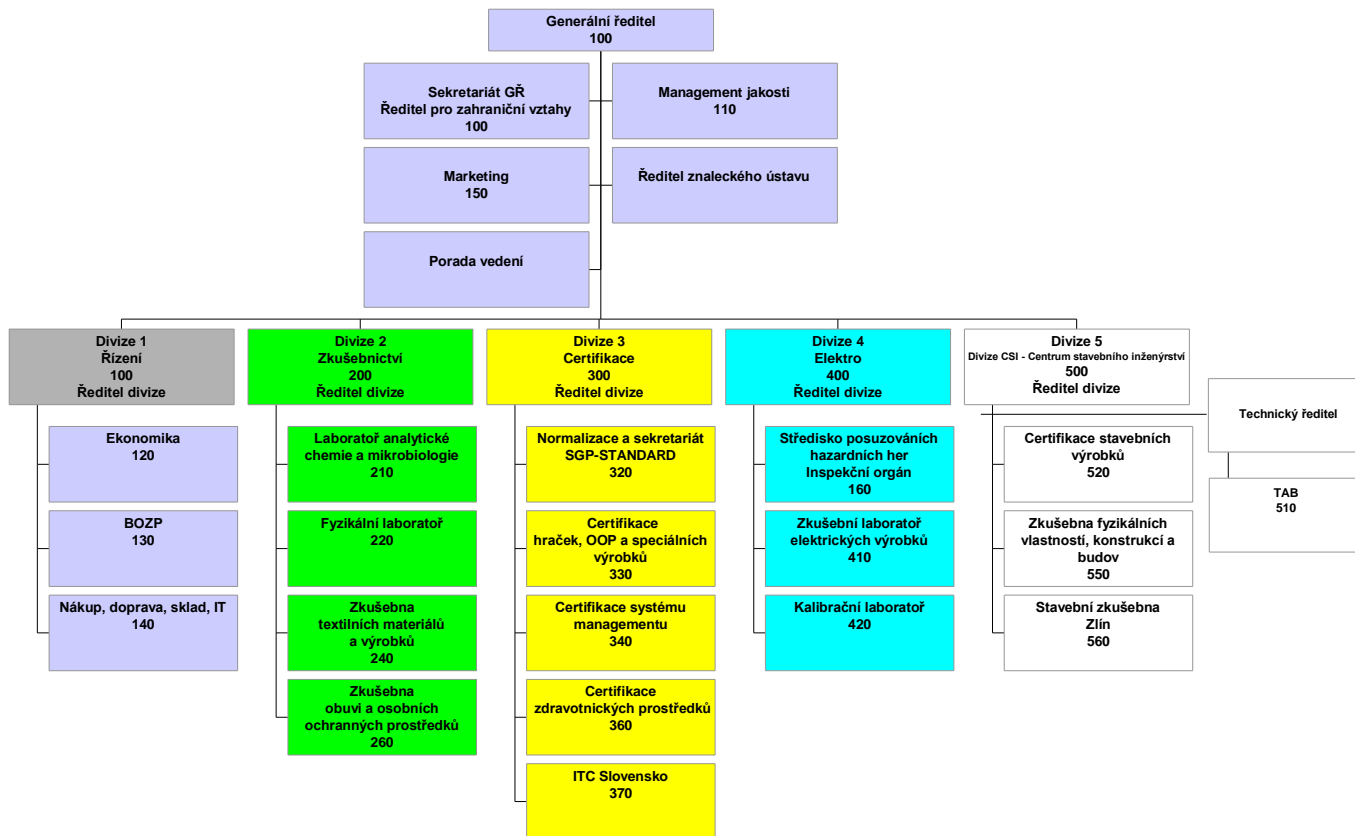 Generální ředitel
100
Sekretariát GŘ
Ředitel pro zahraniční vztahy
100
Management jakosti
110
Marketing
150
Ředitel znaleckého ústavu
Porada vedení
Divize 1
Řízení
100
Ředitel divize
Divize 2
Zkušebnictví
200
Ředitel divize
Divize 3
Certifikace
300
Ředitel divize
Divize 4
Elektro
400
Ředitel divize
Divize 5
Divize CSI - Centrum stavebního inženýrství
500
Ředitel divize
Technický ředitel
TAB
510
Ekonomika
120
BOZP
130
Nákup, doprava, sklad, IT
140
Laboratoř analytické
chemie a mikrobiologie
210
Fyzikální laboratoř
220
Zkušebna
textilních materiálů
a výrobků
240
Zkušebna
obuvi a osobních
ochranných prostředků
260
Normalizace a sekretariát
SGP-STANDARD
320
Certifikace
hraček, OOP a speciálních
výrobků
330
Certifikace systému
managementu
340
Certifikace
zdravotnických prostředků
360
ITC Slovensko
370
Středisko posuzováních
hazardních her
Inspekční orgán
160
Zkušební laboratoř
elektrických výrobků
410
Kalibrační laboratoř
420
Certifikace stavebních
výrobků
520
Zkušebna fyzikálních
vlastností, konstrukcí a
budov
550
Stavební zkušebna
Zlín
560